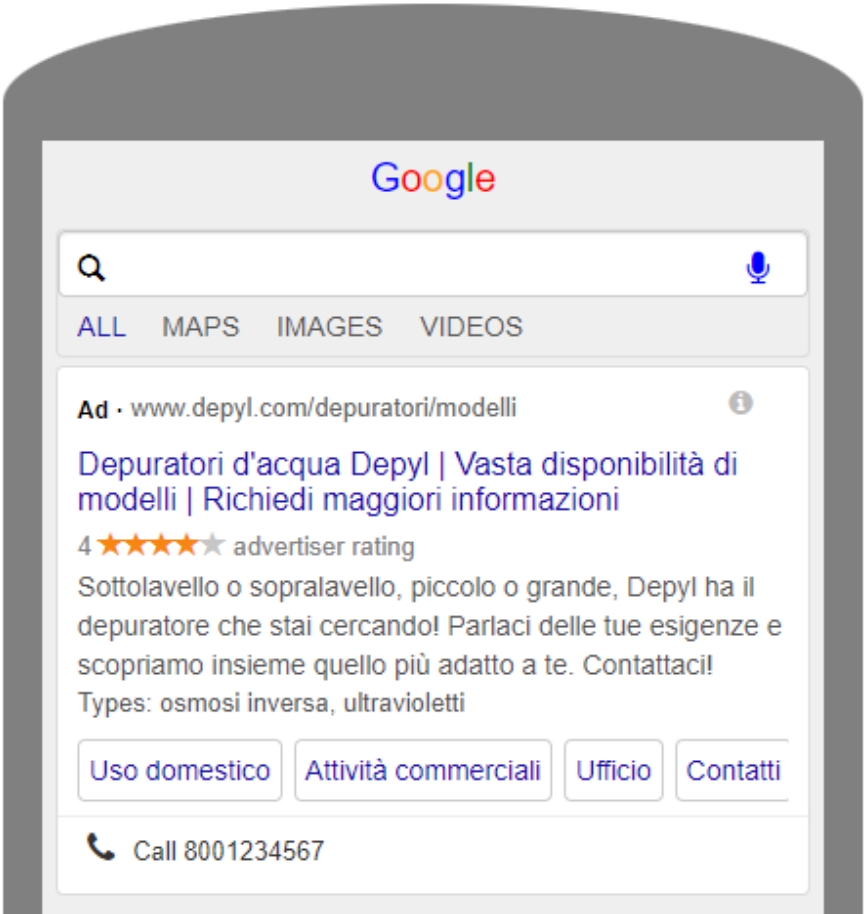 Google
ALL MAPS IMAGES VIDEOS
Ad · www.depyl.com/depuratori/modelli
Depuratori d'acqua Depyl | Vasta disponibilità di
modelli | Richiedi maggiori informazioni
4 ★★★★★ advertiser rating
Sottolavello o sopralavello, piccolo o grande, Depyl ha il
depuratore che stai cercando! Parlaci delle tue esigenze e
scopriamo insieme quello più adatto a te. Contattaci!
Types: osmosi inversa, ultravioletti
Uso domestico Attività commerciali Ufficio Contatti
Call 8001234567